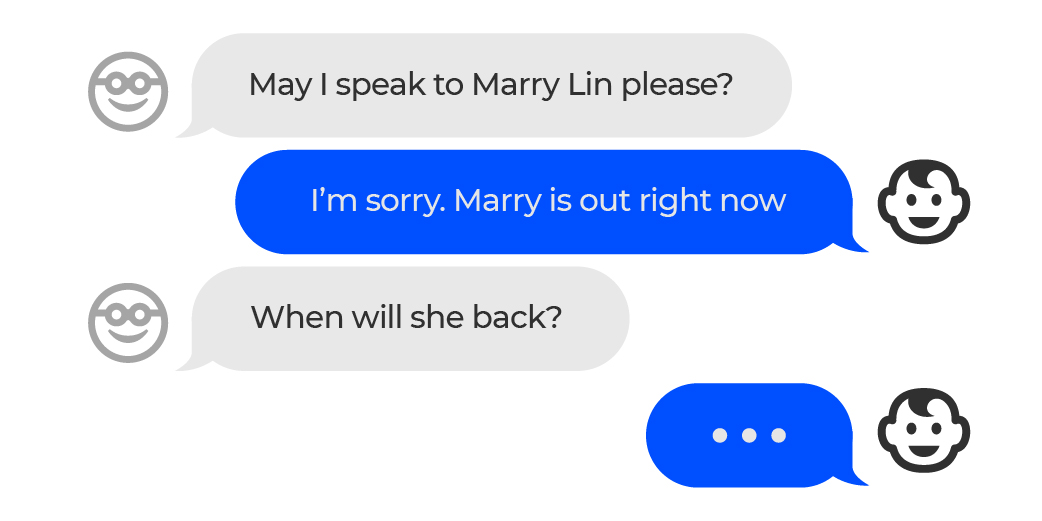 May I speak to Marry Lin please?
I’m sorry. Marry is out right now
When will she back?